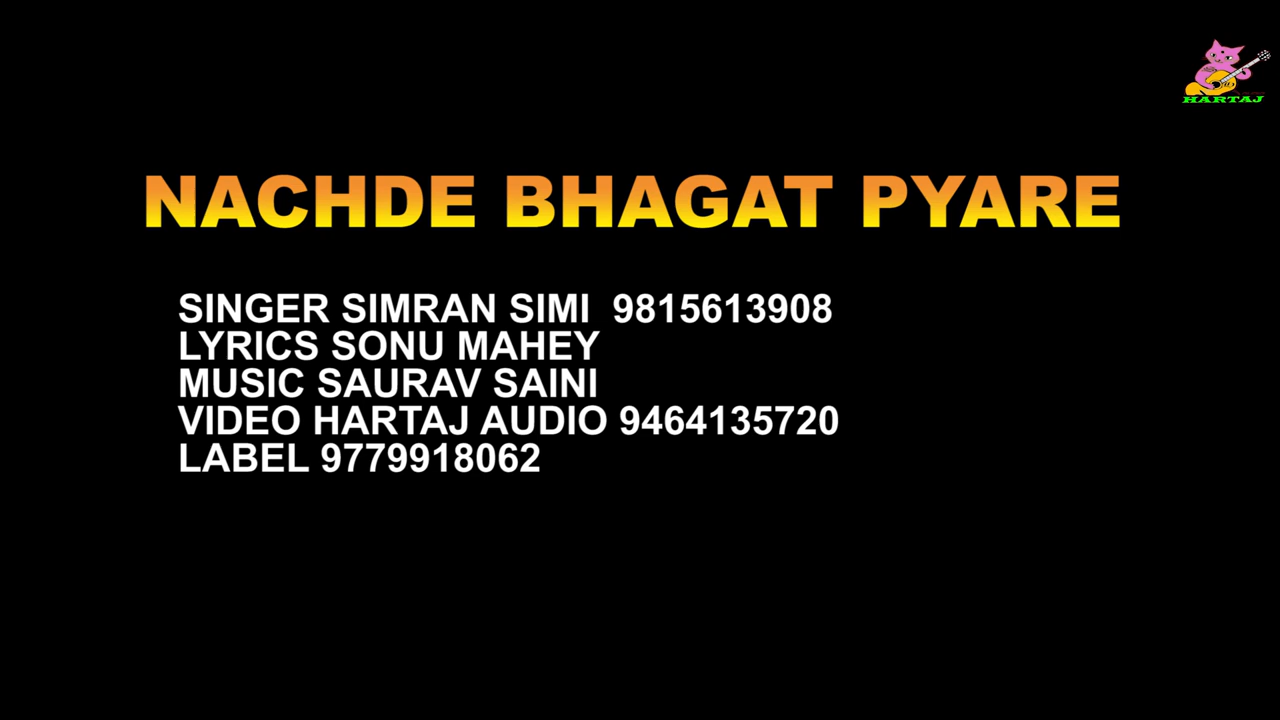 HARTAJ
NACHDE BHAGAT PYARE
SINGER SIMRAN SIMI 9815613908
LYRICS SONU MAHEY
MUSIC SAURAV SAINI
VIDEO HARTAJ AUDIO 9464135720
LABEL 9779918062